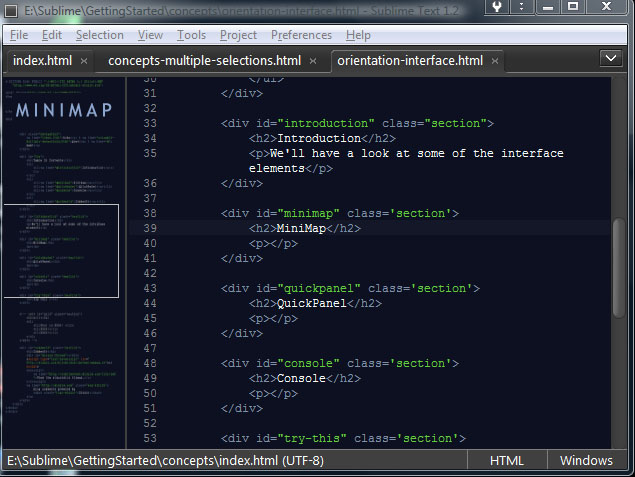 E:\Sublime\GettingStarted\concepts\orientation-interface.html - Sublime Text 1.2
File Edit Selection View Tools Project Preferences Help
index.html × concepts-multiple-selections.html × orientation-interface.html ×
MINIMAP
30 </ul>
31 </div>
32
33 <div id="introduction" class="section">
34 <h2>Introduction</h2>
35 <p>We'll have a look at some of the interface
elements</p>
36 </div>
37
38 <div id="minimap" class='section'>
39 <h2>MiniMap</h2>
40 <p></p>
41 </div>
42
43 <div id="quickpanel" class='section'>
44 <h2>QuickPanel</h2>
45 <p></p>
46 </div>
47
48 <div id="console" class='section'>
49 <h2>Console</h2>
50 <p></p>
51 </div>
52
53 <div id="try-this" class='section'>
E:\Sublime\GettingStarted\concepts\index.html (UTF-8) HTML Windows